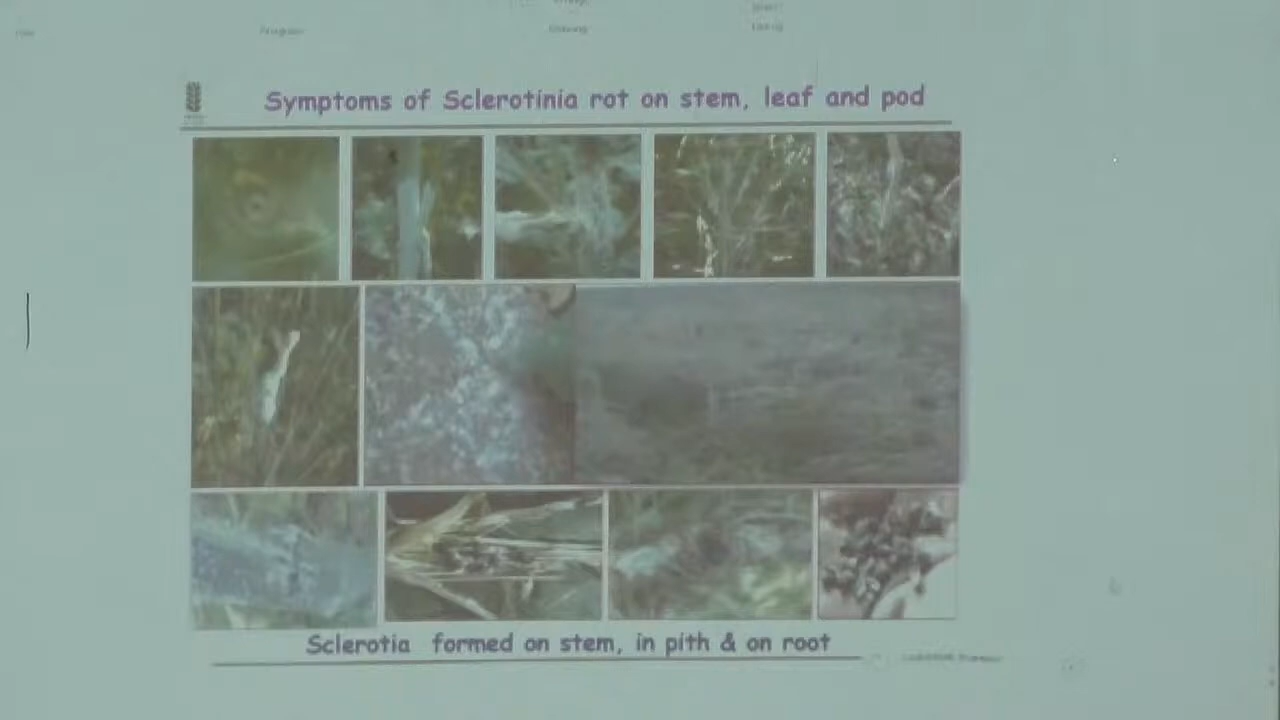 Symptoms of Sclerotinia rot on stem, leaf and pod
Sclerotia formed on stem, in pith & on root